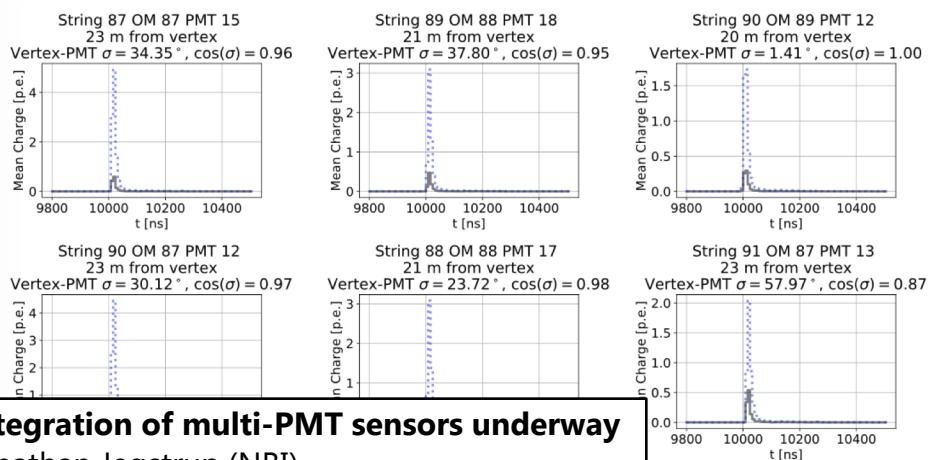 String 87 OM 87 PMT 15
23 m from vertex
Vertex-PMT σ = 34.35°, cos(σ) = 0.96
Mean Charge [p.e.]
4
2
0
9800 10000 10200 10400
t [ns]
String 89 OM 88 PMT 18
21 m from vertex
Vertex-PMT σ = 37.80°, cos(σ) = 0.95
Mean Charge [p.e.]
3
2
1
0
9800 10000 10200 10400
t [ns]
String 90 OM 89 PMT 12
20 m from vertex
Vertex-PMT σ = 1.41°, cos(σ) = 1.00
Mean Charge [p.e.]
1.5
1.0
0.5
0.0
9800 10000 10200 10400
t [ns]
String 90 OM 87 PMT 12
23 m from vertex
Vertex-PMT σ = 30.12°, cos(σ) = 0.97
Charge [p.e.]
4
3
2
1
String 88 OM 88 PMT 17
21 m from vertex
Vertex-PMT σ = 23.72°, cos(σ) = 0.98
Charge [p.e.]
3
2
1
String 91 OM 87 PMT 13
23 m from vertex
Vertex-PMT σ = 57.97°, cos(σ) = 0.87
Mean Charge [p.e.]
2.0
1.5
1.0
0.5
0.0
9800 10000 10200 10400
t [ns]
tegration of multi-PMT sensors underway